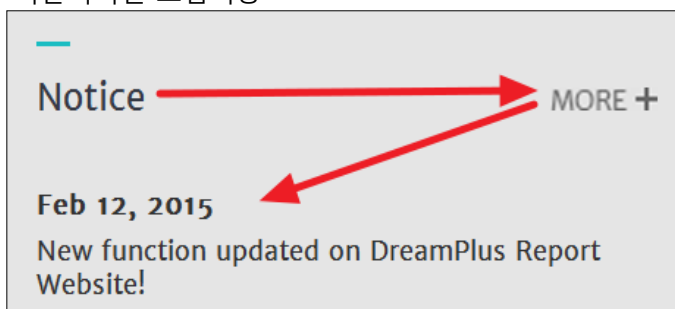 Notice
MORE +
Feb 12, 2015
New function updated on DreamPlus Report
Website!